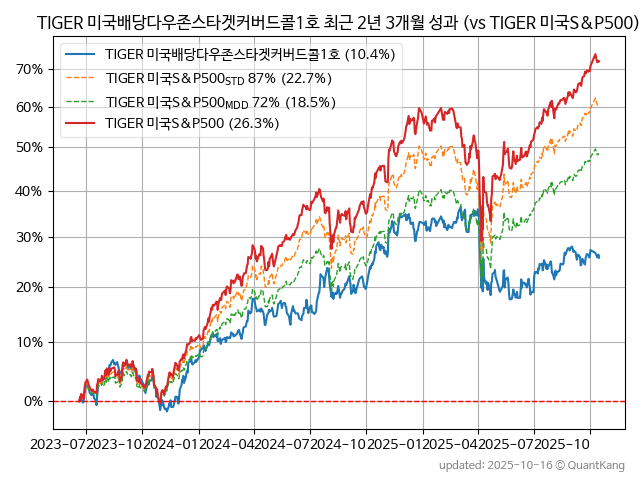 TIGER 미국배당다우존스타겟커버드콜1호 최근 2년 3개월 성과 (vs TIGER 미국S&P500)
TIGER 미국배당다우존스타겟커버드콜1호 (10.4%)
TIGER 미국S&P500STD 87% (22.7%)
TIGER 미국S&P500MDD 72% (18.5%)
TIGER 미국S&P500 (26.3%)
70%
60%
50%
40%
30%
20%
10%
0%
2023-07 2023-10 2024-01 2024-04 2024-07 2024-10 2025-01 2025-04 2025-07 2025-10
updated: 2025-10-16 ⓒ QuantKang